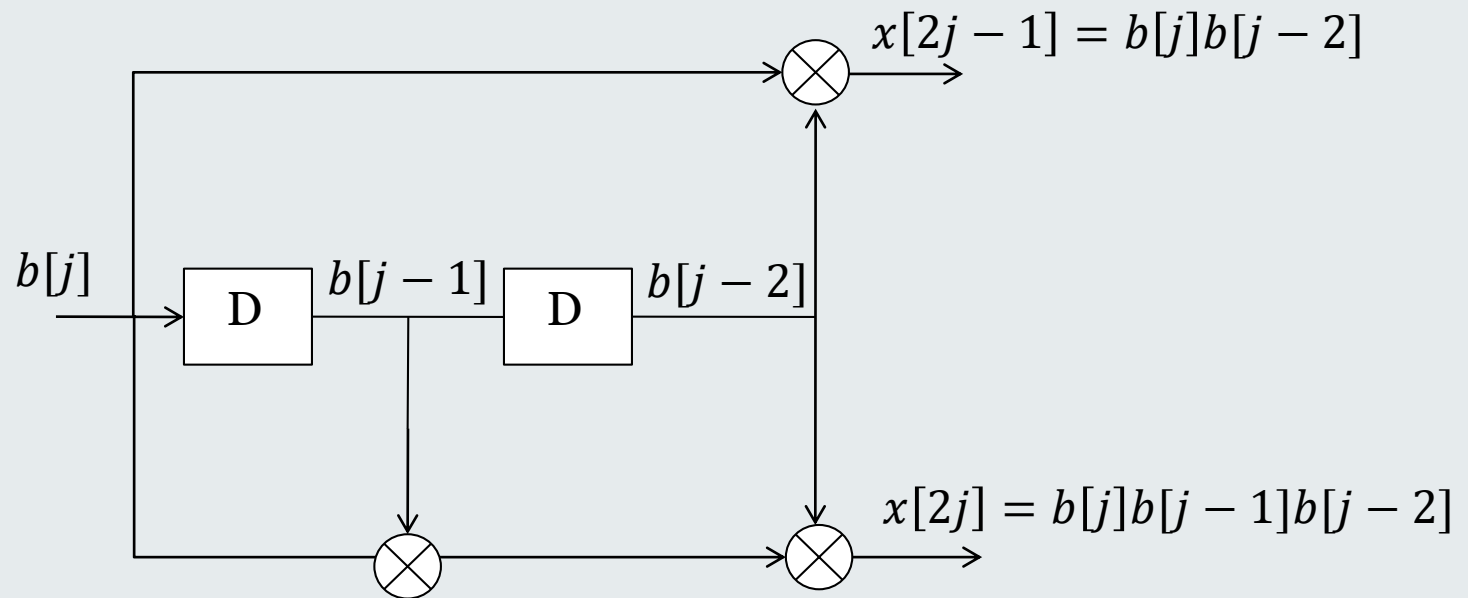 x[2j − 1] = b[j]b[j − 2]
b[j]
D
b[j − 1]
D
b[j − 2]
x[2j] = b[j]b[j − 1]b[j − 2]